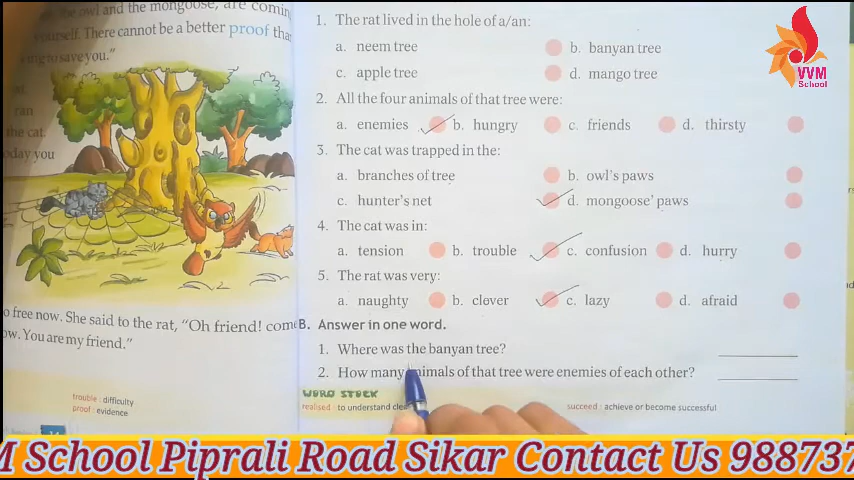 the owl and the mongoose, are comin
yourself. There cannot be a better proof tha
ying to save you."
ran
the cat.
oday you
o free now. She said to the rat, "Oh friend! come
ow. You are my friend."
trouble : difficulty
proof : evidence
1. The rat lived in the hole of a/an:
a. neem tree b. banyan tree
c. apple tree d. mango tree
2. All the four animals of that tree were:
a. enemies b. hungry c. friends d. thirsty
3. The cat was trapped in the:
a. branches of tree b. owl's paws
c. hunter's net d. mongoose' paws
4. The cat was in:
a. tension b. trouble c. confusion d. hurry
5. The rat was very:
a. naughty b. clever c. lazy d. afraid
B. Answer in one word.
1. Where was the banyan tree?
2. How many animals of that tree were enemies of each other?
WORD STOCK
realised : to understand cle succeed : achieve or become successful
VVM
School
M School Piprali Road Sikar Contact Us 988737